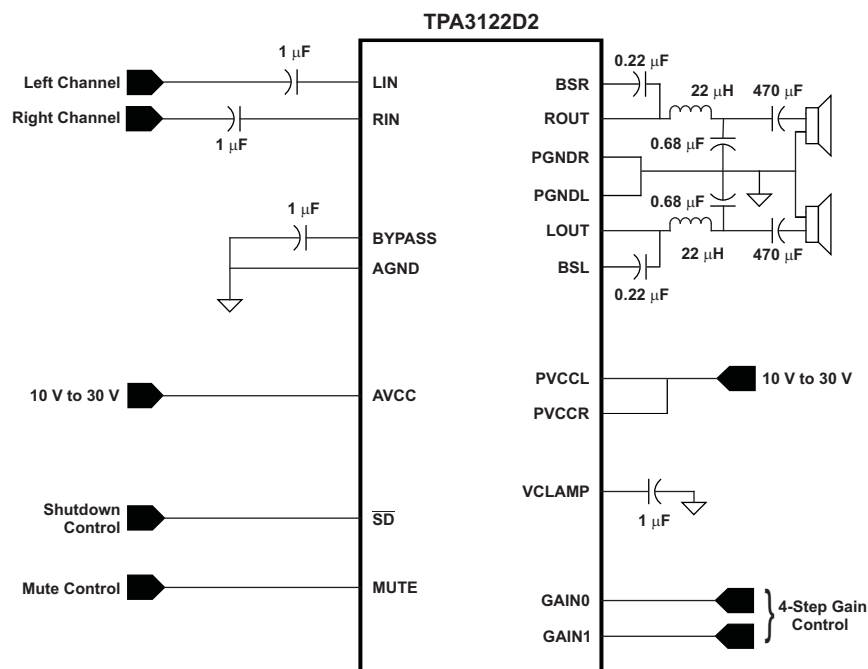 TPA3122D2
1 μF
Left Channel
LIN
Right Channel
RIN
1 μF
1 μF
BYPASS
AGND
10 V to 30 V
AVCC
Shutdown
Control
SD
Mute Control
MUTE
0.22 μF
BSR
22 μH
470 μF
ROUT
0.68 μF
PGNDR
PGNDL
0.68 μF
LOUT
22 μH
470 μF
BSL
0.22 μF
PVCCL
10 V to 30 V
PVCCR
VCLAMP
1 μF
GAIN0
4-Step Gain
Control
GAIN1